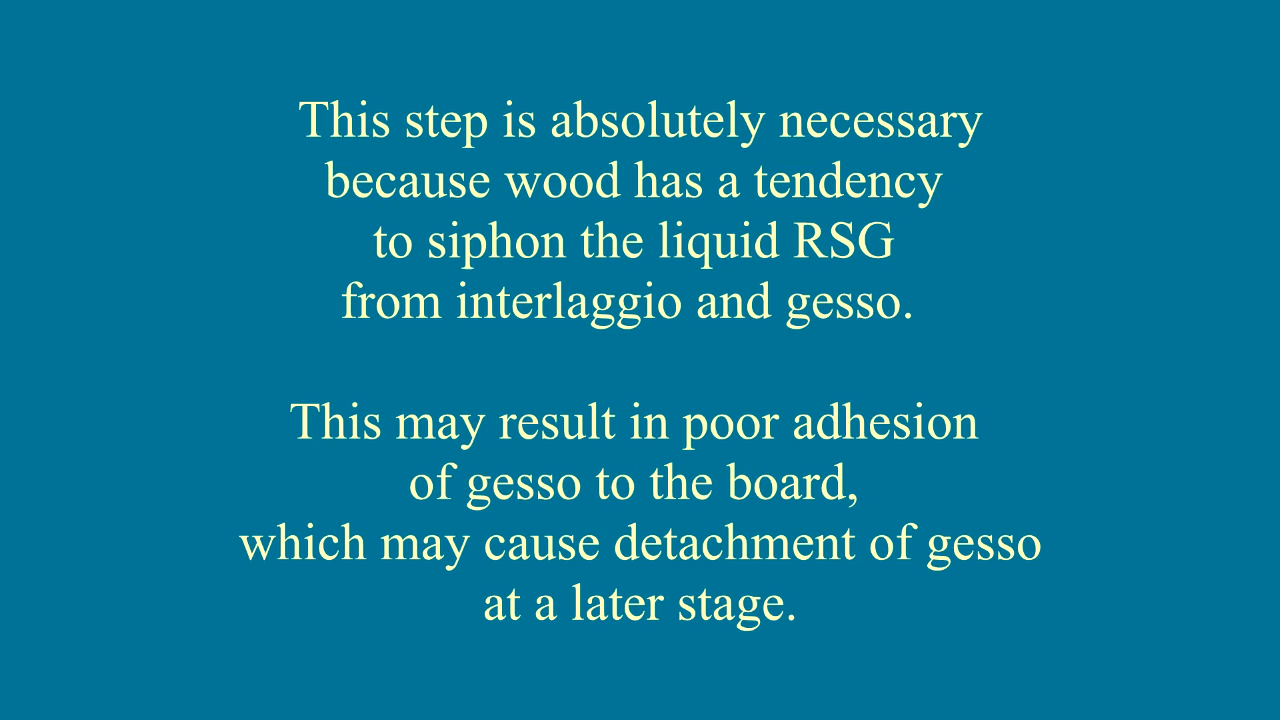 This step is absolutely necessary
because wood has a tendency
to siphon the liquid RSG
from interlaggio and gesso.
This may result in poor adhesion
of gesso to the board,
which may cause detachment of gesso
at a later stage.